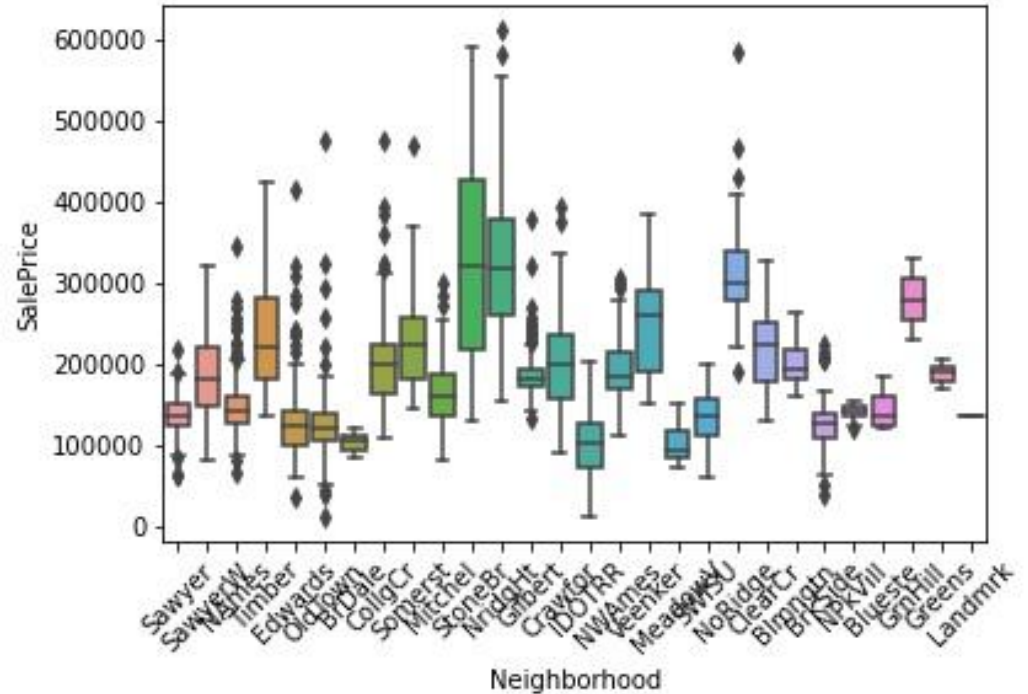 600000
500000
400000
300000
200000
100000
0
SalePrice
Sawyer
SawyerW
NAmes
Timber
Edwards
OldTown
BrDale
CollgCr
Somerst
Mitchel
StoneBr
NridgHt
Gilbert
Crawfor
IDOTRR
NWAmes
Veenker
MeadowV
SWISU
NoRidge
ClearCr
Blmngtn
BrkSide
NPkVill
Blueste
GrnHill
Greens
Landmrk
Neighborhood